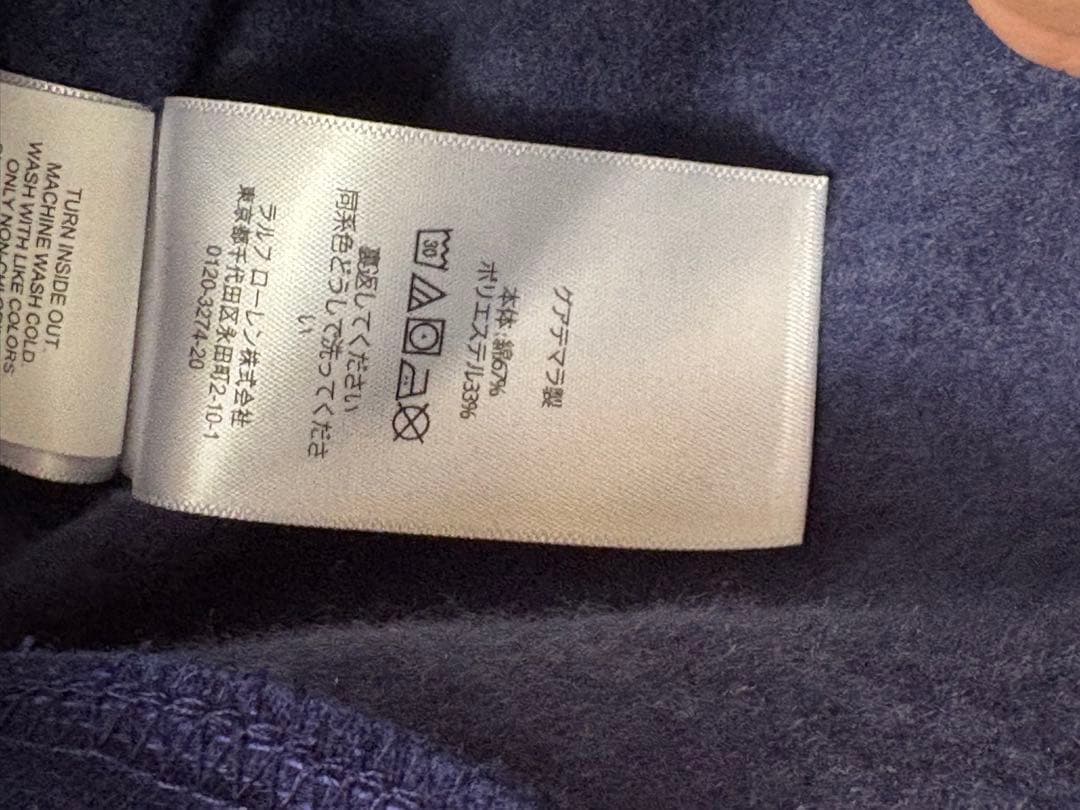 TURN INSIDE OUT
MACHINE WASH COLD
WASH WITH LIKE COLORS
ONLY
グアテマラ製
本体:綿67%
ポリエステル33%
30
裏返してください
同系色どうしで洗ってくださ
い
ラルフ ローレン株式会社
東京都千代田区永田町2-10-1
0120-3274-20